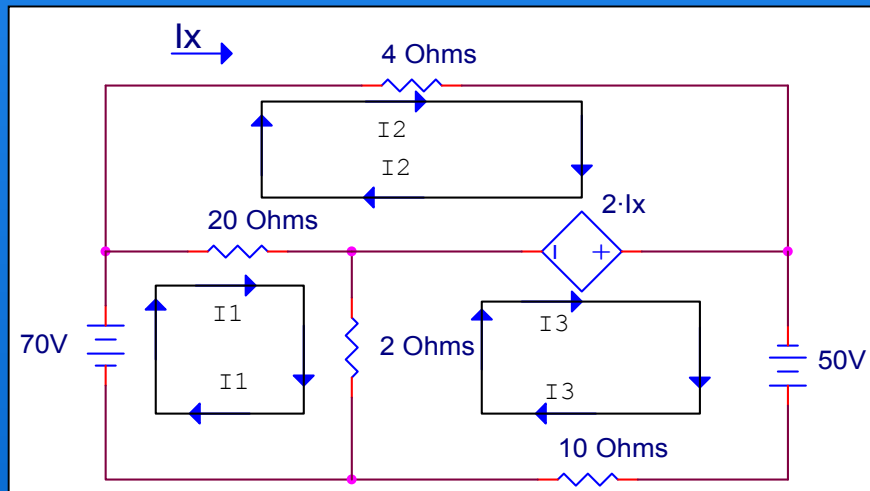 Ix
4 Ohms
I2
I2
20 Ohms
2·Ix
- +
I1
I3
70V
2 Ohms
50V
I1
I3
10 Ohms